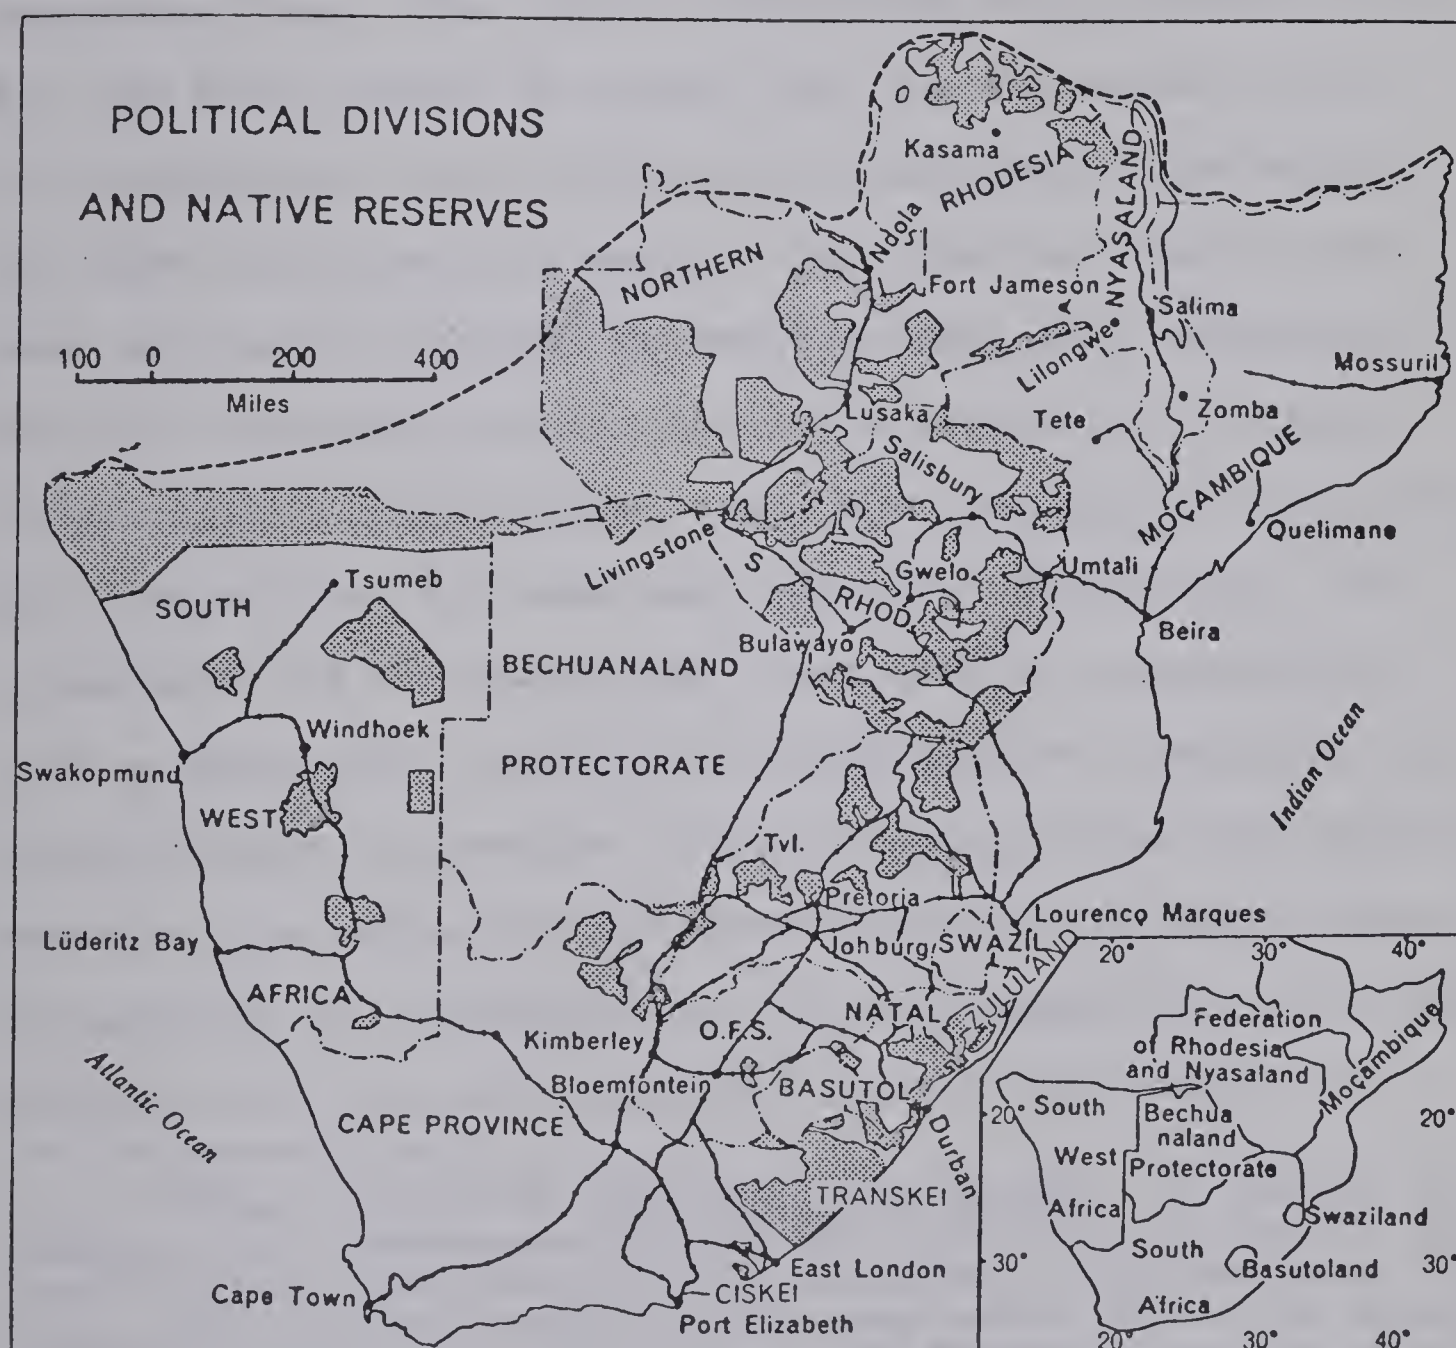 POLITICAL DIVISIONS
AND NATIVE RESERVES
100 0 200 400
Miles
Kasama
RHODESIA
NYASALAND
Ndola
NORTHERN
Fort Jameson
Salima
Lilongwe
Mossuril
Lusaka
Tete
Zomba
Salisbury
MOÇAMBIQUE
Quelimane
Livingstone
Tsumeb
S
Gwelo
Umtali
SOUTH
RHOD.
Beira
Bulawayo
BECHUANALAND
Windhoek
PROTECTORATE
Swakopmund
Indian Ocean
WEST
Tvl.
Pretoria
Lourenço Marques
Lüderitz Bay
Johburg
SWAZIL
ZULULAND
AFRICA
NATAL
Kimberley
O.F.S.
Bloemfontein
BASUTOL
Atlantic Ocean
CAPE PROVINCE
Durban
TRANSKEI
East London
Cape Town
CISKEI
Port Elizabeth
20° 30° 40°
Federation
of Rhodesia
and Nyasaland
Moçambique
20° South Bechua 20°
naland
West Protectorate
Africa
Swaziland
South
30° Basutoland 30°
Africa
20° 30° 40°